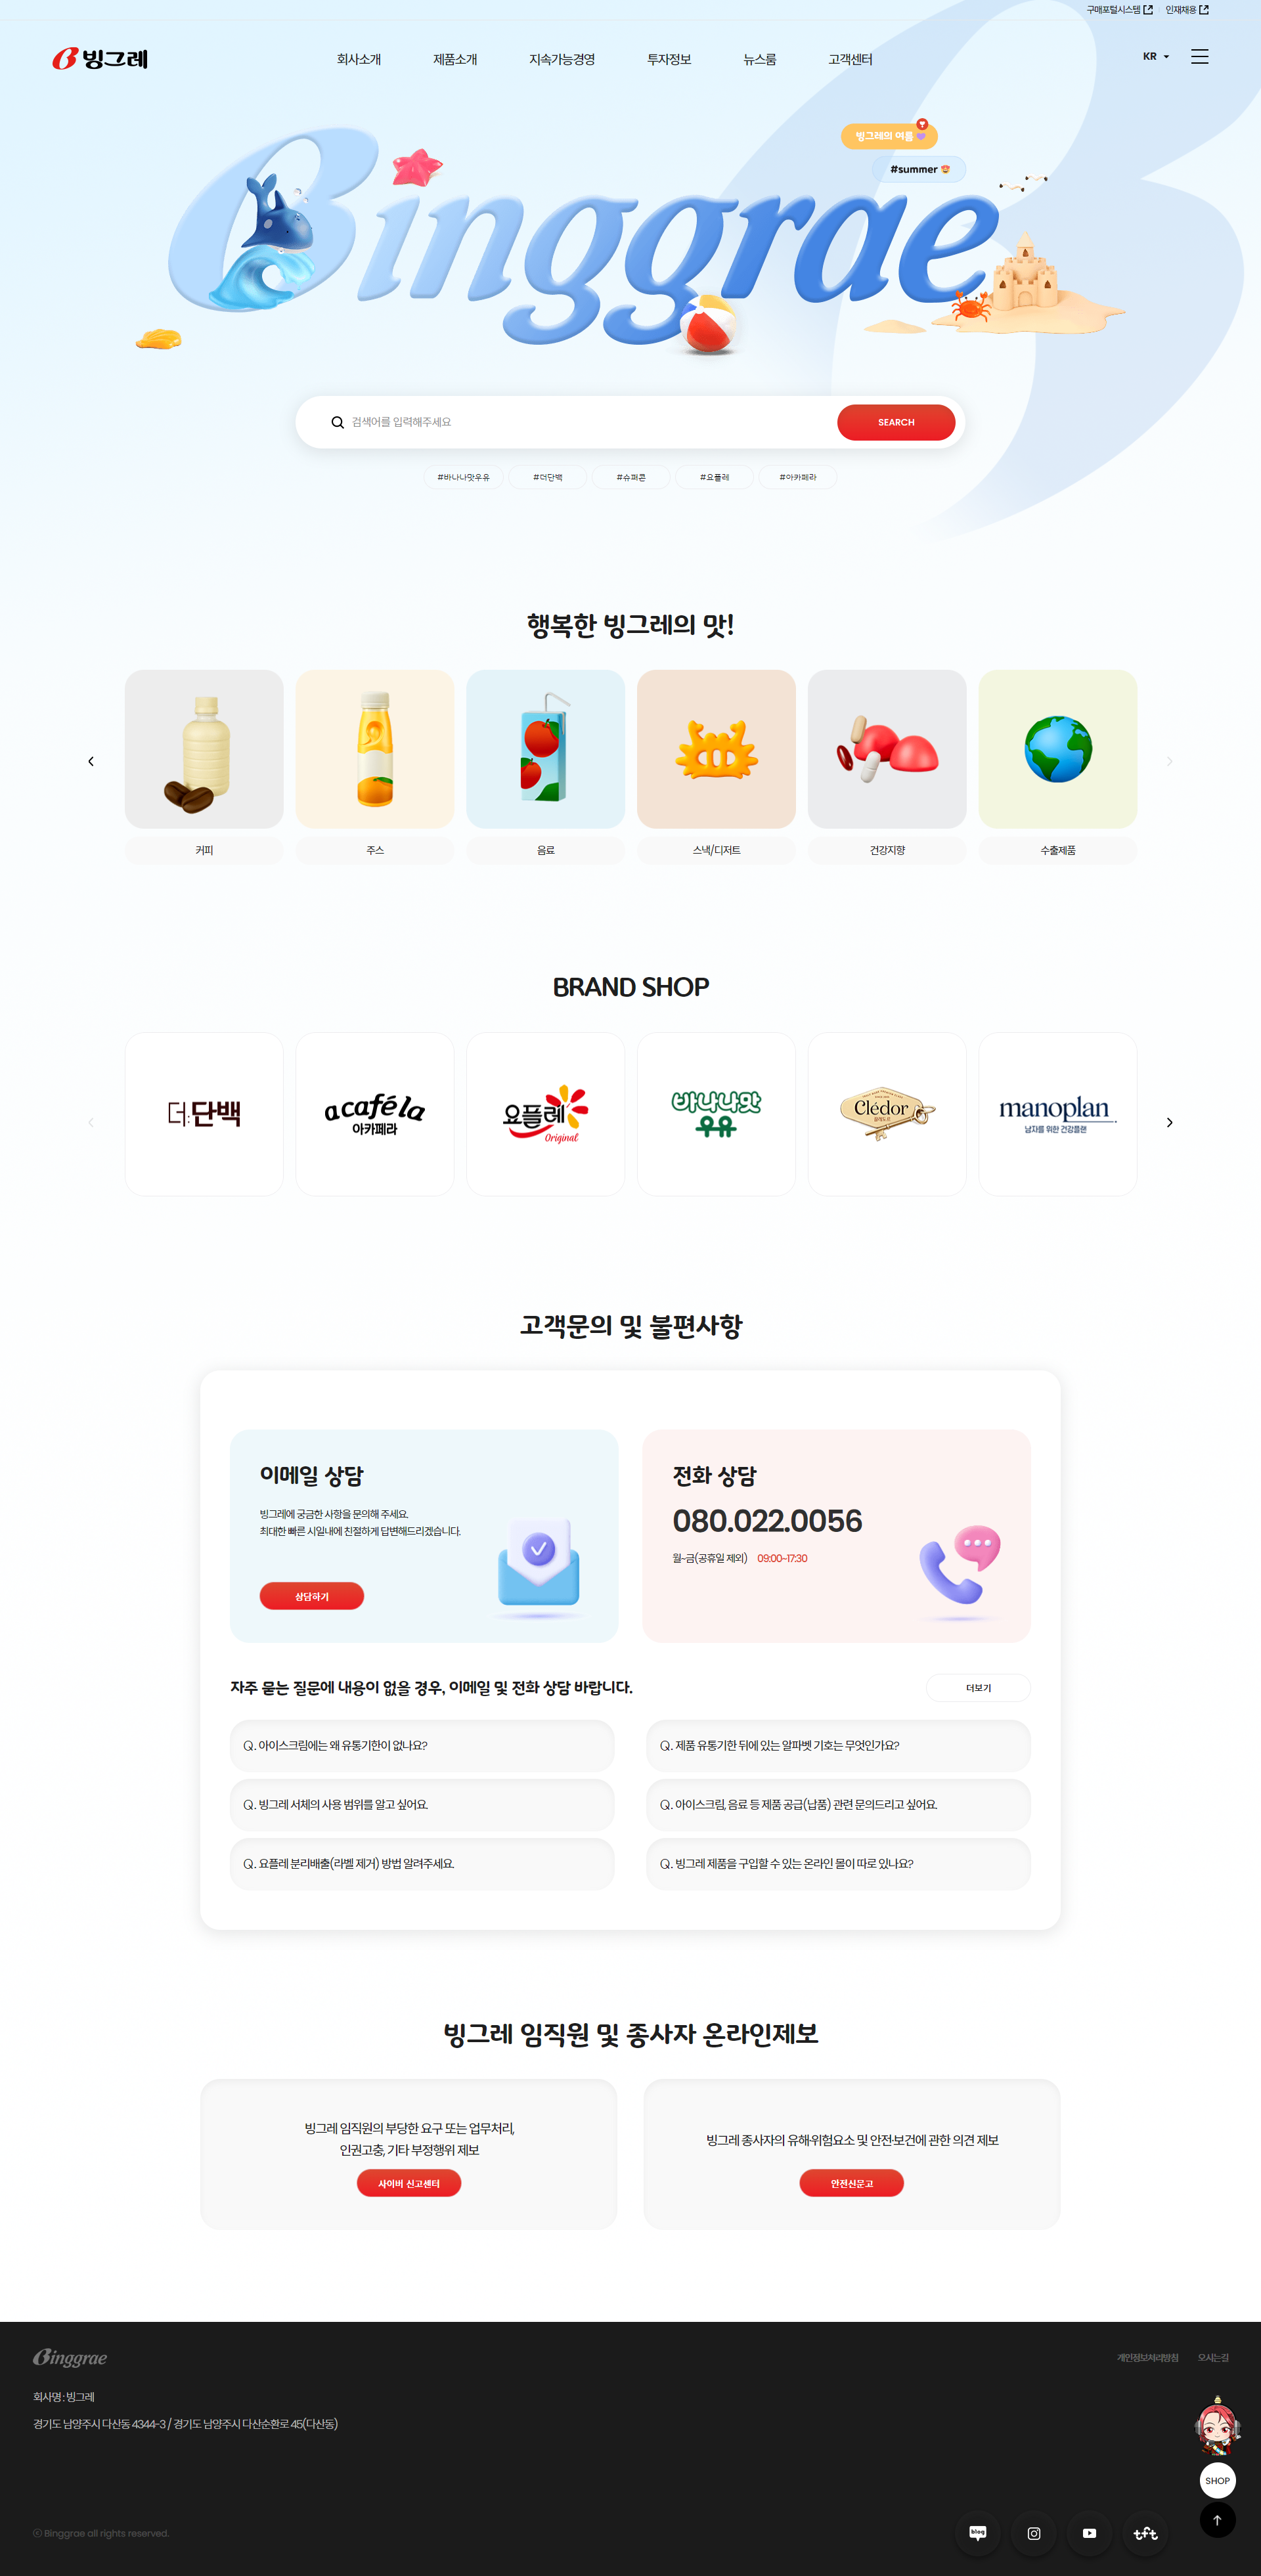 구매포털시스템
인재채용
빙그레
회사소개
제품소개
지속가능경영
투자정보
뉴스룸
고객센터
KR
빙그레의 여름
#summer
Binggrae
검색어를 입력해주세요
SEARCH
#바나나맛우유
#더단백
#슈퍼콘
#요플레
#아카페라
행복한 빙그레의 맛!
커피
주스
음료
스낵/디저트
건강지향
수출제품
BRAND SHOP
더:단백
a caféla
아카페라
요플레
Original
바나나맛
우유
Clédor
끌레도르
manoplan
남자를 위한 건강플랜
고객문의 및 불편사항
이메일 상담
빙그레에 궁금한 사항을 문의해 주세요.
최대한 빠른 시일내에 친절하게 답변해드리겠습니다.
상담하기
전화 상담
080.022.0056
월~금(공휴일 제외) 09:00~17:30
자주 묻는 질문에 내용이 없을 경우, 이메일 및 전화 상담 바랍니다.
더보기
Q. 아이스크림에는 왜 유통기한이 없나요?
Q. 제품 유통기한 뒤에 있는 알파벳 기호는 무엇인가요?
Q. 빙그레 서체의 사용 범위를 알고 싶어요.
Q. 아이스크림, 음료 등 제품 공급(납품) 관련 문의드리고 싶어요.
Q. 요플레 분리배출(라벨 제거) 방법 알려주세요.
Q. 빙그레 제품을 구입할 수 있는 온라인 몰이 따로 있나요?
빙그레 임직원 및 종사자 온라인제보
빙그레 임직원의 부당한 요구 또는 업무처리,
인권고충, 기타 부정행위 제보
사이버 신고센터
빙그레 종사자의 유해·위험요소 및 안전·보건에 관한 의견 제보
안전신문고
Binggrae
개인정보처리방침
오시는길
회사명 : 빙그레
경기도 남양주시 다산동 4344-3 / 경기도 남양주시 다산순환로 45(다산동)
SHOP
ⓒ Binggrae all rights reserved.
blog
tft